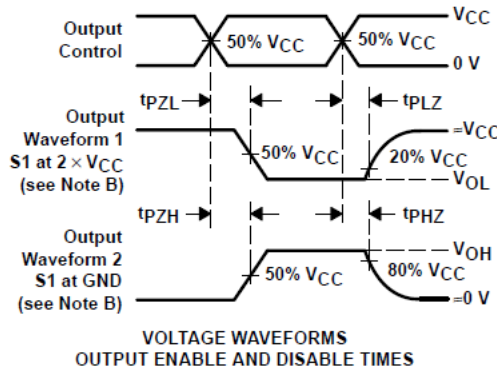 Output
Control
50% VCC
50% VCC
VCC
0 V
tPZL
tPLZ
Output
Waveform 1
S1 at 2 × VCC
(see Note B)
50% VCC
20% VCC
≈VCC
VOL
tPZH
tPHZ
Output
Waveform 2
S1 at GND
(see Note B)
50% VCC
80% VCC
VOH
≈0 V
VOLTAGE WAVEFORMS
OUTPUT ENABLE AND DISABLE TIMES